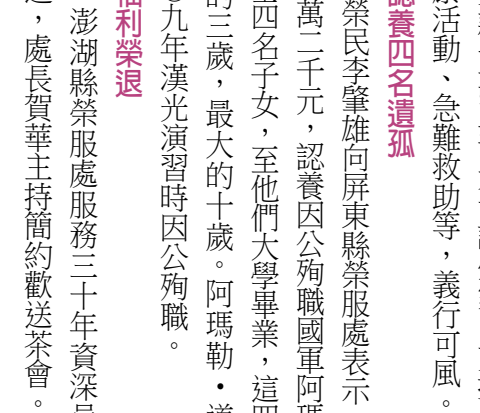 活動、急難救助等，義行可風。
認養四名遺孤
榮民李肇雄向屏東縣榮服處表示
萬二千元，認養因公殉職國軍阿瑪
四名子女，至他們大學畢業，這四
的三歲，最大的十歲。阿瑪勒•道
九年漢光演習時因公殉職。
福利榮退
澎湖縣榮服處服務三十年資深員
，處長賀華主持簡約歡送茶會。